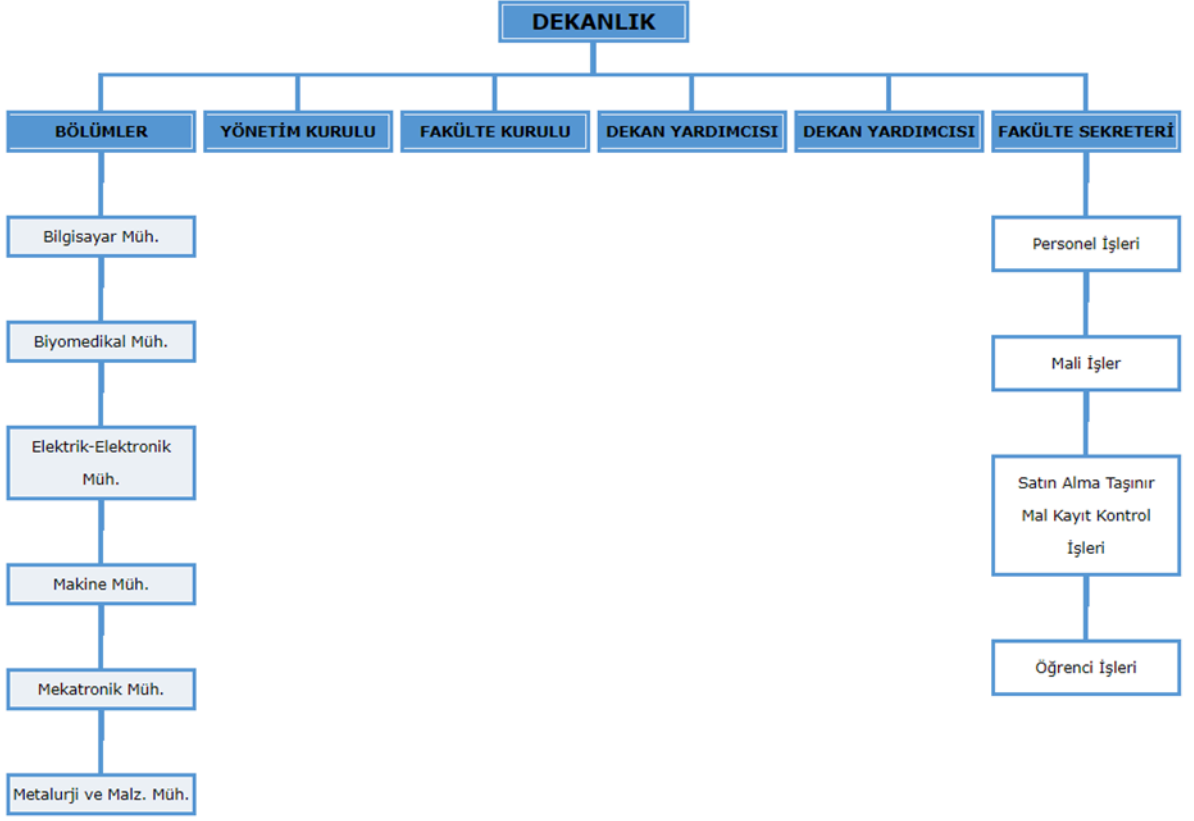 DEKANLIK
BÖLÜMLER
YÖNETİM KURULU
FAKÜLTE KURULU
DEKAN YARDIMCISI
DEKAN YARDIMCISI
FAKÜLTE SEKRETERİ
Bilgisayar Müh.
Biyomedikal Müh.
Elektrik-Elektronik
Müh.
Makine Müh.
Mekatronik Müh.
Metalurji ve Malz. Müh.
Personel İşleri
Mali İşler
Satın Alma Taşınır
Mal Kayıt Kontrol
İşleri
Öğrenci İşleri